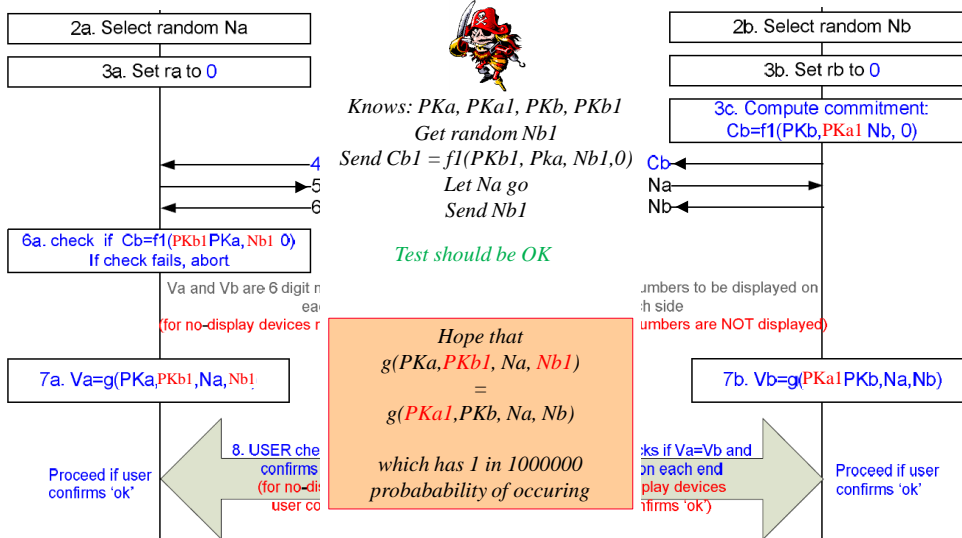 2a. Select random Na
2b. Select random Nb
3a. Set ra to 0
3b. Set rb to 0
Knows: PKa, PKa1, PKb, PKb1
Get random Nb1
Send Cb1 = f1(PKb1, Pka, Nb1,0)
Let Na go
Send Nb1
3c. Compute commitment:
Cb=f1(PKb,PKa1 Nb, 0)
4
Cb
5
Na
6
Nb
6a. check if Cb=f1(PKb1PKa, Nb1 0)
If check fails, abort
Test should be OK
Va and Vb are 6 digit n
umbers to be displayed on
eac
h side
(for no-display devices n
umbers are NOT displayed)
Hope that
g(PKa,PKb1, Na, Nb1)
=
g(PKa1,PKb, Na, Nb)
which has 1 in 1000000
probabability of occuring
7a. Va=g(PKa,PKb1,Na,Nb1
7b. Vb=g(PKa1PKb,Na,Nb)
8. USER che
cks if Va=Vb and
confirms
on each end
(for no-dis
play devices
user co
nfirms 'ok')
Proceed if user
confirms 'ok'
Proceed if user
confirms 'ok'